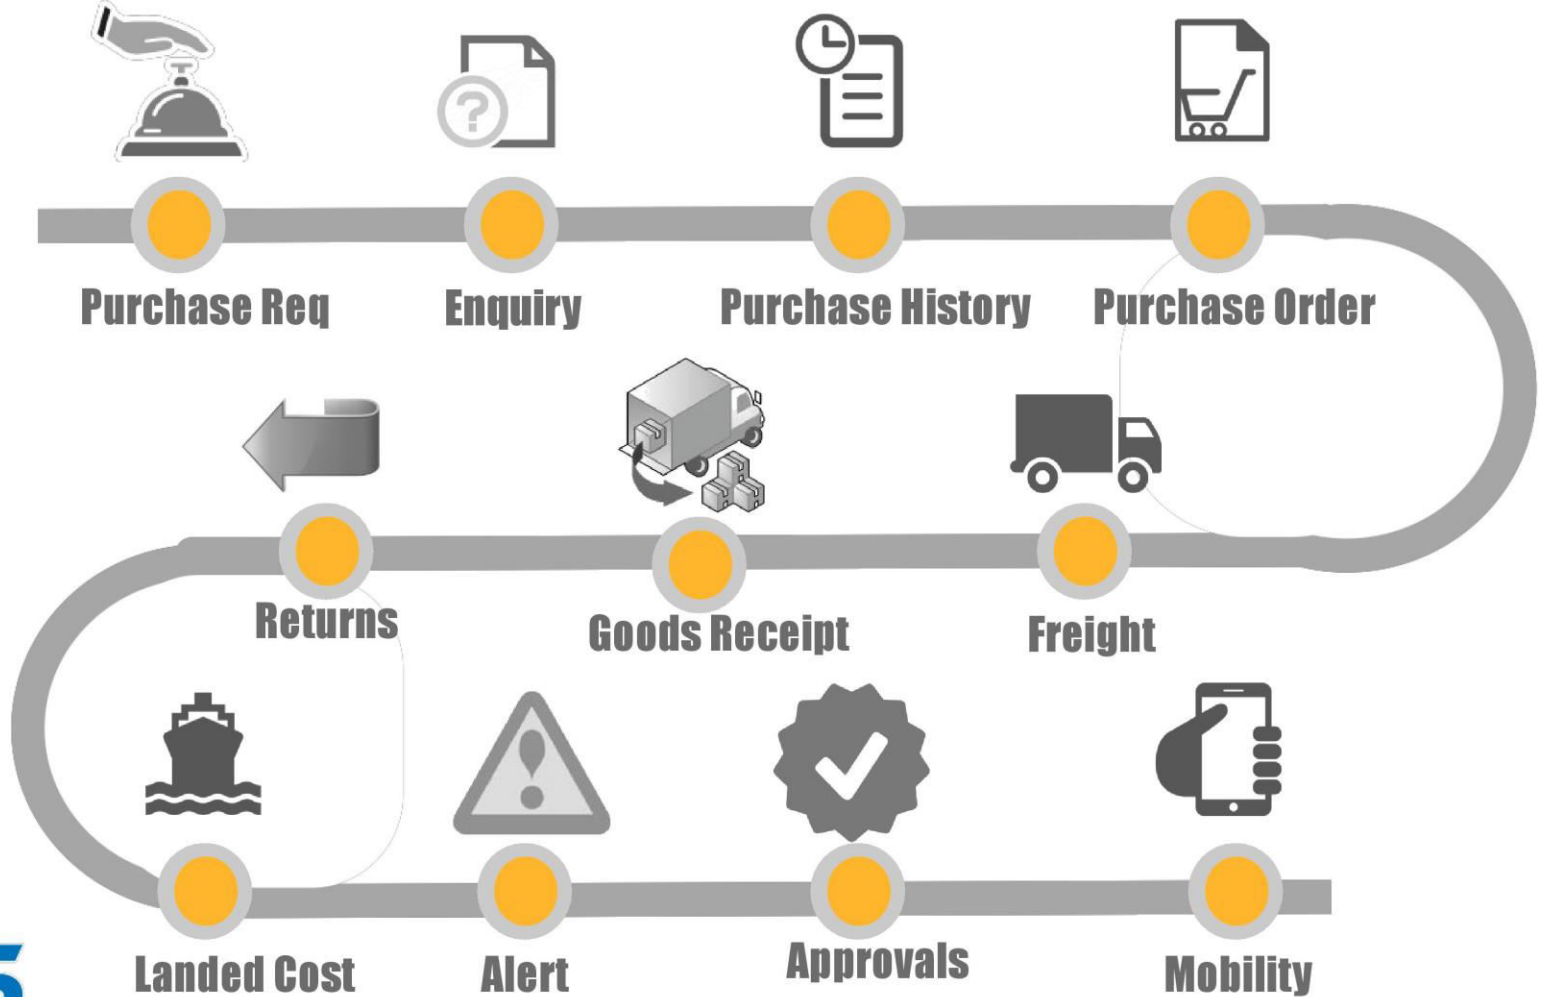 Purchase Req
Enquiry
Purchase History
Purchase Order
Returns
Goods Receipt
Freight
Landed Cost
Alert
Approvals
Mobility